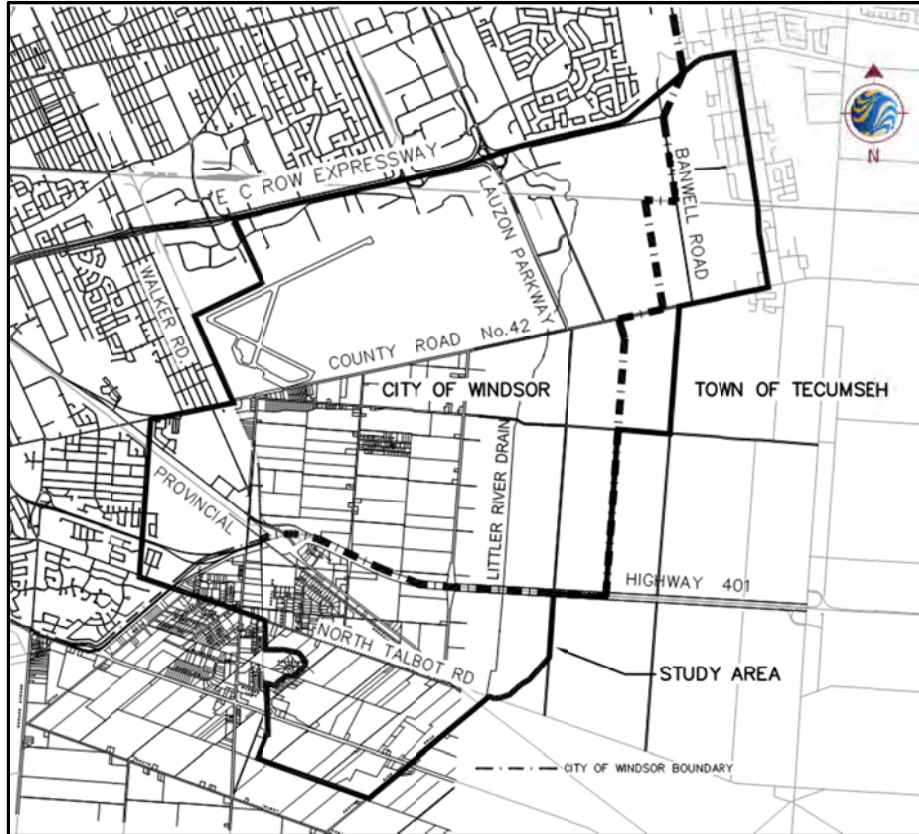 N
E C ROW EXPRESSWAY
LAUZON PARKWAY
BANWELL ROAD
WALKER RD.
COUNTY ROAD No.42
CITY OF WINDSOR
TOWN OF TECUMSEH
PROVINCIAL
LITTLER RIVER DRAIN
HIGHWAY 401
NORTH TALBOT RD
STUDY AREA
CITY OF WINDSOR BOUNDARY